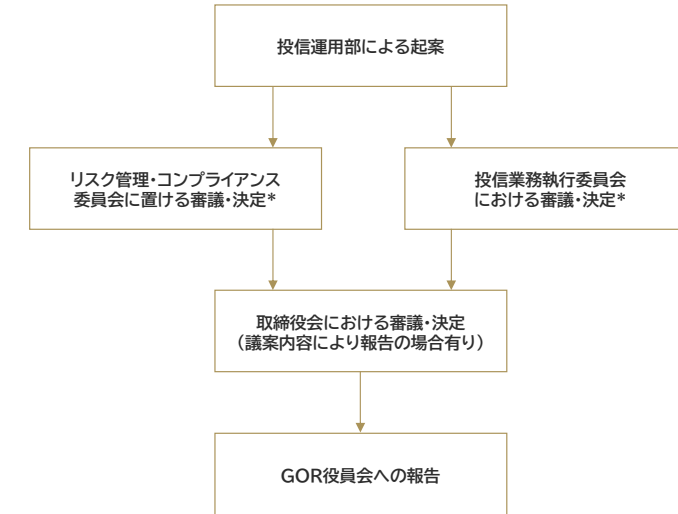 投信運用部による起案
リスク管理・コンプライアンス
委員会に置ける審議・決定*
投信業務執行委員会
における審議・決定*
取締役会における審議・決定
（議案内容により報告の場合有り）
GOR役員会への報告